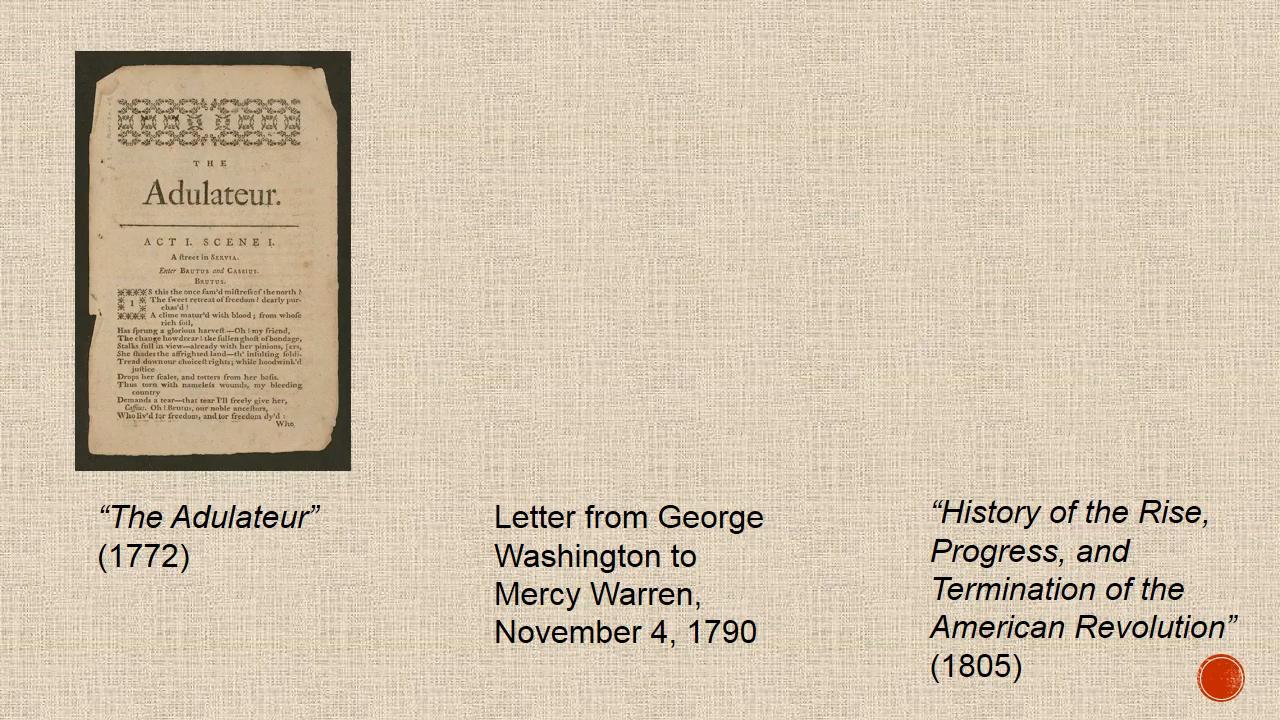 THE
Adulateur.
ACT I. SCENE I.
A ſtreet in SERVIA.
Enter BRUTUS and CASSIUS.
BRUTUS.
IS this the once fam'd miſtreſs of the north?
The ſweet retreat of freedom? dearly pur-
chas'd!
A clime matur'd with blood; from whoſe
rich ſoil,
Has ſprung a glorious harveſt.—Oh! my friend,
The change how drear! the ſullen ghoſt of bondage,
Stalks full in view—already with her pinions, [ers,
She ſhades the affrighted land—th' inſulting ſoldi-
Tread down our choiceſt rights; while hoodwink'd
juſtice
Drops her ſcales, and totters from her baſis.
Thus torn with nameleſs wounds, my bleeding
country
Demands a tear—that tear I'll freely give her,
Caſſius. Oh! Brutus, our noble anceſtors,
Who liv'd for freedom, and for freedom dy'd:
Who
“The Adulateur”
(1772)
Letter from George
Washington to
Mercy Warren,
November 4, 1790
“History of the Rise,
Progress, and
Termination of the
American Revolution”
(1805)